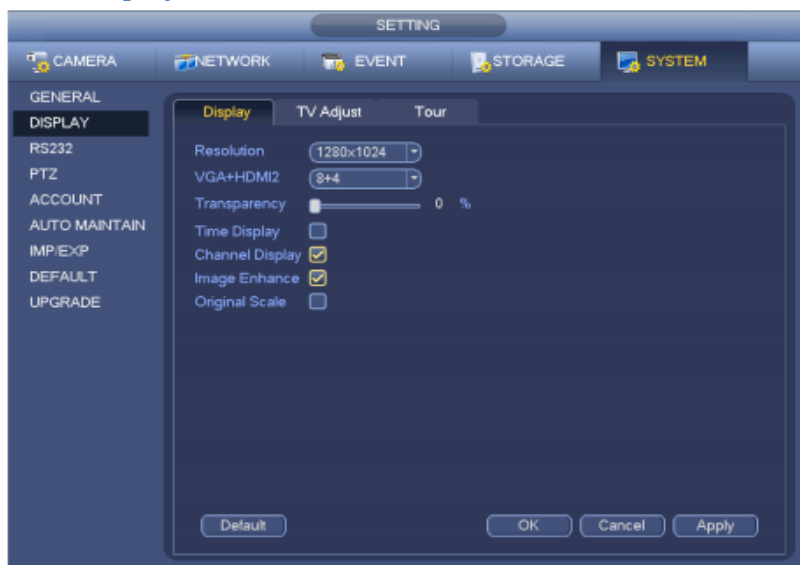 SETTING
CAMERA NETWORK EVENT STORAGE SYSTEM
GENERAL
DISPLAY
RS232
PTZ
ACCOUNT
AUTO MAINTAIN
IMP/EXP
DEFAULT
UPGRADE
Display TV Adjust Tour
Resolution 1280×1024
VGA+HDMI2 8+4
Transparency 0 %
Time Display
Channel Display
Image Enhance
Original Scale
Default OK Cancel Apply